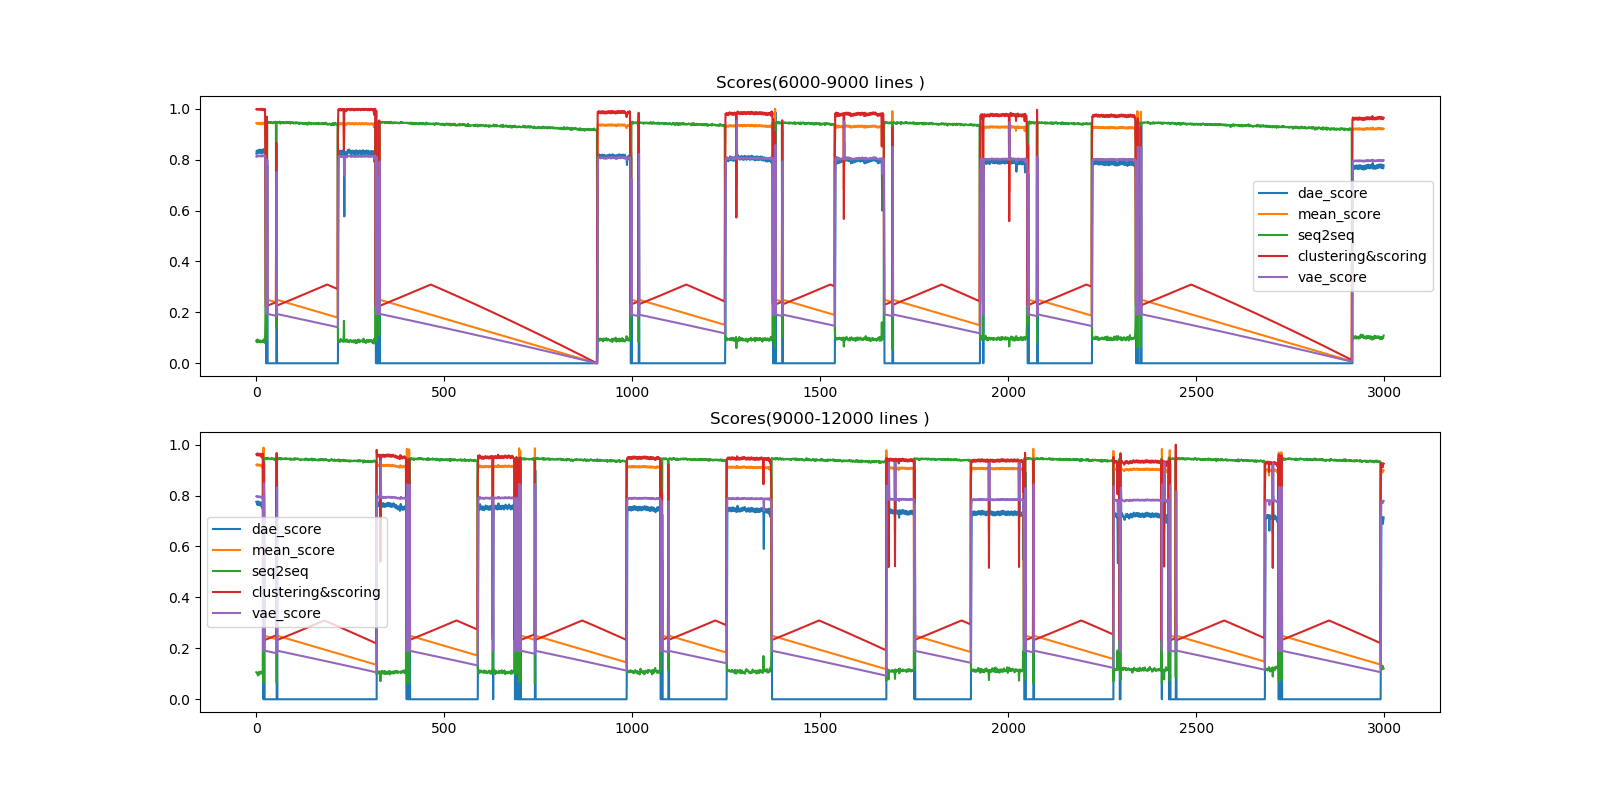 Scores(6000-9000 lines )
1.0
0.8
0.6
0.4
0.2
0.0
dae_score
mean_score
seq2seq
clustering&scoring
vae_score
0 500 1000 1500 2000 2500 3000
Scores(9000-12000 lines )
1.0
0.8
0.6
0.4
0.2
0.0
dae_score
mean_score
seq2seq
clustering&scoring
vae_score
0 500 1000 1500 2000 2500 3000